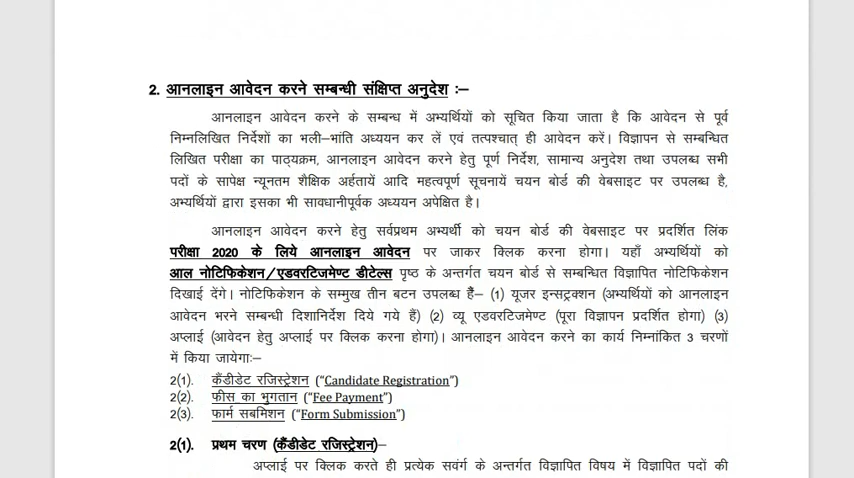 2. आनलाइन आवेदन करने सम्बन्धी संक्षिप्त अनुदेश :–
आनलाइन आवेदन करने के सम्बन्ध में अभ्यर्थियों को सूचित किया जाता है कि आवेदन से पूर्व
निम्नलिखित निर्देशों का भली–भांति अध्ययन कर लें एवं तत्पश्चात् ही आवेदन करें। विज्ञापन से सम्बन्धित
लिखित परीक्षा का पाठ्यक्रम, आनलाइन आवेदन करने हेतु पूर्ण निर्देश, सामान्य अनुदेश तथा उपलब्ध सभी
पदों के सापेक्ष न्यूनतम शैक्षिक अर्हतायें आदि महत्वपूर्ण सूचनायें चयन बोर्ड की वेबसाइट पर उपलब्ध है,
अभ्यर्थियों द्वारा इसका भी सावधानीपूर्वक अध्ययन अपेक्षित है।
आनलाइन आवेदन करने हेतु सर्वप्रथम अभ्यर्थी को चयन बोर्ड की वेबसाइट पर प्रदर्शित लिंक
परीक्षा 2020 के लिये आनलाइन आवेदन पर जाकर क्लिक करना होगा। यहाँ अभ्यर्थियों को
आल नोटिफिकेशन/एडवरटिजमेण्ट डीटेल्स पृष्ठ के अन्तर्गत चयन बोर्ड से सम्बन्धित विज्ञापित नोटिफिकेशन
दिखाई देंगे। नोटिफिकेशन के सम्मुख तीन बटन उपलब्ध हैं– (1) यूजर इन्सट्रक्शन (अभ्यर्थियों को आनलाइन
आवेदन भरने सम्बन्धी दिशानिर्देश दिये गये हैं) (2) व्यू एडवरटिजमेण्ट (पूरा विज्ञापन प्रदर्शित होगा) (3)
अप्लाई (आवेदन हेतु अप्लाई पर क्लिक करना होगा)। आनलाइन आवेदन करने का कार्य निम्नांकित 3 चरणों
में किया जायेगा:–
2(1). कैंडीडेट रजिस्ट्रेशन (“Candidate Registration”)
2(2). फीस का भुगतान (“Fee Payment”)
2(3). फार्म सबमिशन (“Form Submission”)
2(1). प्रथम चरण (कैंडीडेट रजिस्ट्रेशन)–
अप्लाई पर क्लिक करते ही प्रत्येक सवंर्ग के अन्तर्गत विज्ञापित विषय में विज्ञापित पदों की